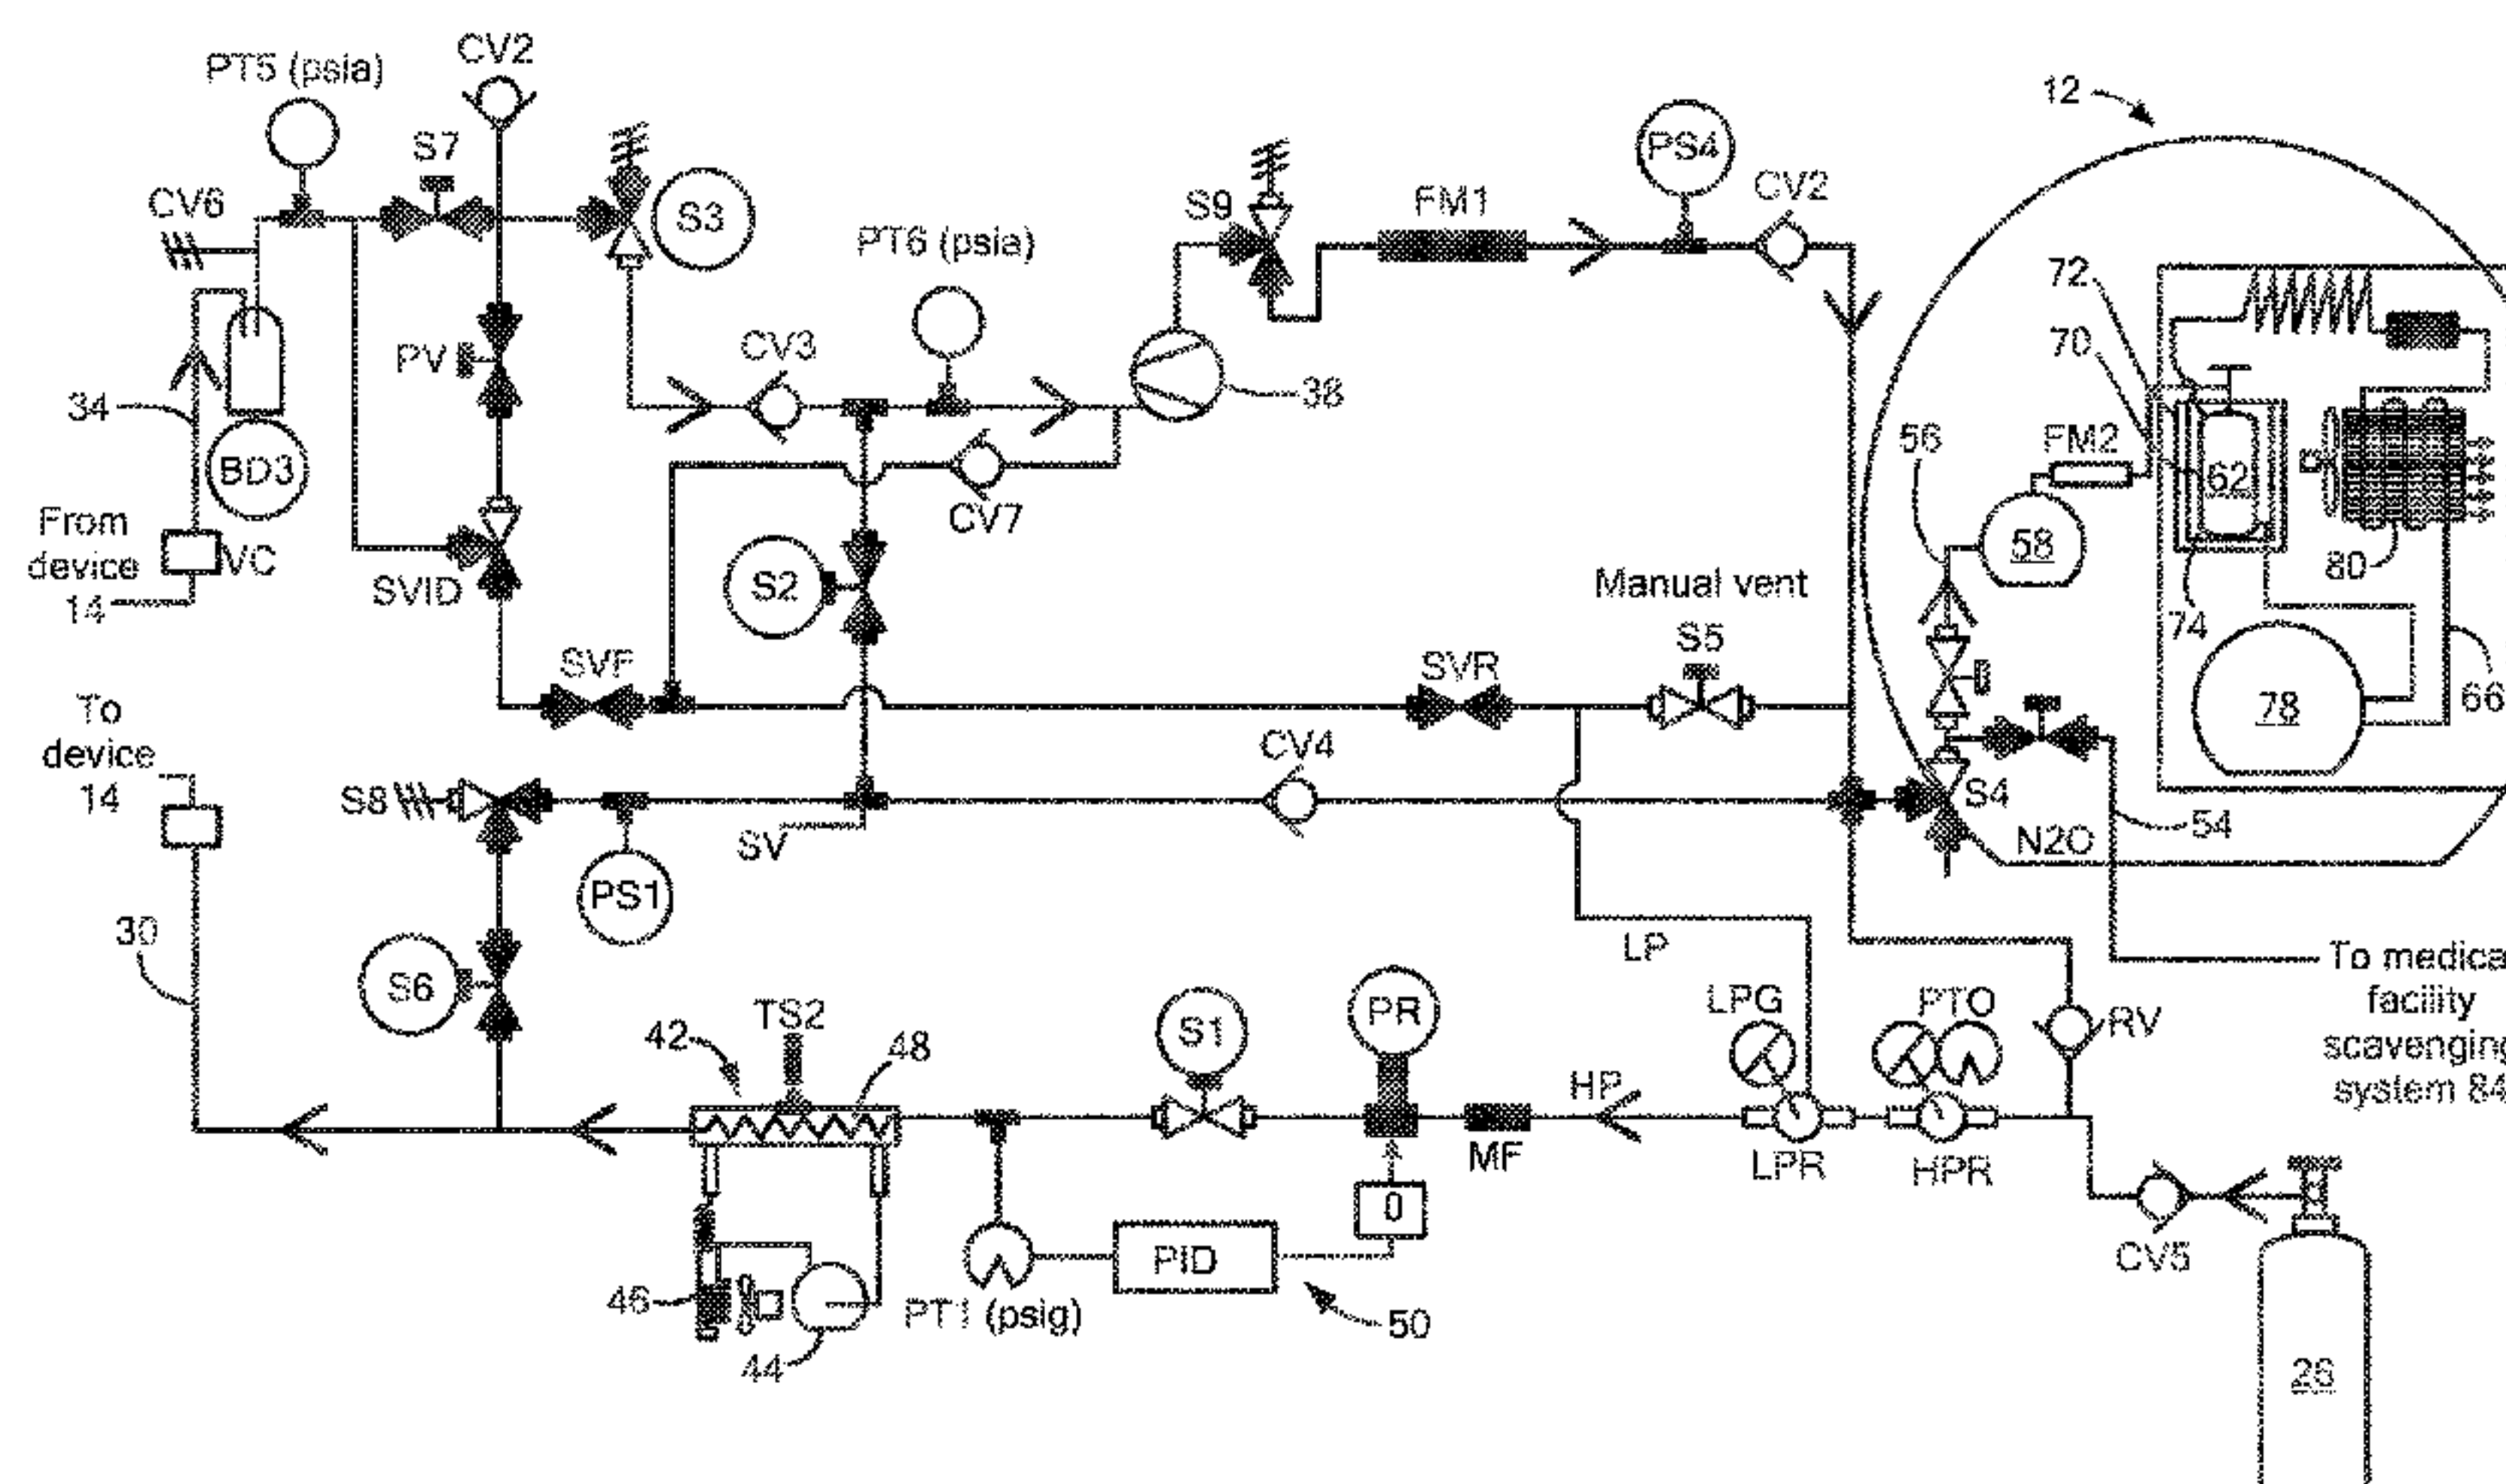 CV2
PT5 (psia)
S7
CV6
S3
PS4
12
S9
FM1
CV2
PT6 (psia)
72
70
PV
CV3
38
34
BD3
56
FM2
62
From
device
14
VC
CV7
58
80
SVID
S2
Manual vent
74
SVF
SVR
S5
66
78
To
device
14
CV4
S8
S4
SV
N2O
54
PS1
30
LP
To medica
facility
scavenging
system 84
S6
TS2
PR
LPG
PTO
RV
42
48
S1
HP
MF
LPR
HPR
0
PID
CV5
46
PT1 (psig)
50
44
26